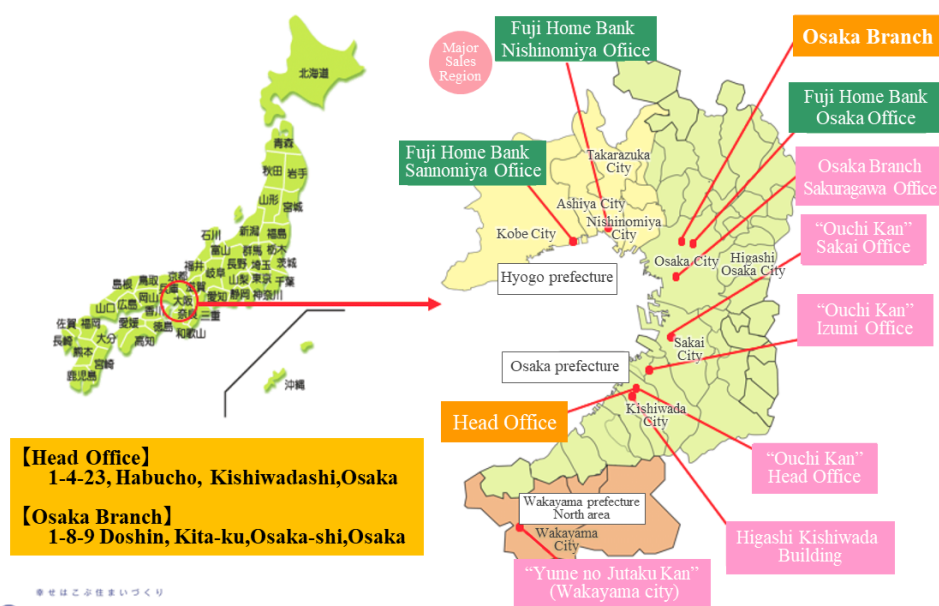 Major
Sales
Region
Fuji Home Bank
Nishinomiya Ofiice
Osaka Branch
Fuji Home Bank
Osaka Office
Fuji Home Bank
Sannomiya Ofiice
Osaka Branch
Sakuragawa Office
“Ouchi Kan”
Sakai Office
“Ouchi Kan”
Izumi Office
Head Office
“Ouchi Kan”
Head Office
Higashi Kishiwada
Building
“Yume no Jutaku Kan”
(Wakayama city)
Takarazuka
City
Ashiya City
Nishinomiya
City
Kobe City
Hyogo prefecture
Osaka City
Higashi
Osaka City
Sakai
City
Osaka prefecture
Kishiwada
City
Wakayama prefecture
North area
Wakayama
City
北海道
青森
秋田
岩手
山形
宮城
石川
新潟
福島
富山
群馬
栃木
福井
岐阜
長野
埼玉
茨城
山梨
東京
千葉
愛知
静岡
神奈川
島根
鳥取
京都
兵庫
滋賀
大阪
岡山
広島
山口
香川
奈良
三重
愛媛
徳島
高知
和歌山
佐賀
福岡
大分
長崎
熊本
宮崎
鹿児島
沖縄
【Head Office】
1-4-23, Habucho, Kishiwadashi,Osaka
【Osaka Branch】
1-8-9 Doshin, Kita-ku,Osaka-shi,Osaka
幸せはこぶ住まいづくり